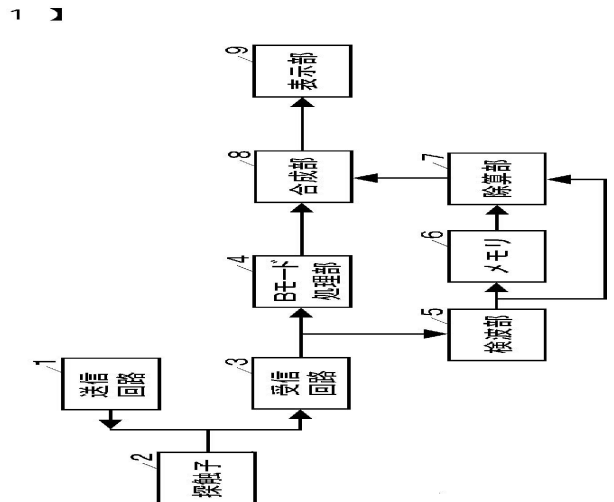 1 】
1
送信
回路
2
探触子
3
受信
回路
4
Bモード
処理部
5
検波部
6
メモリ
7
除算部
8
合成部
9
表示部